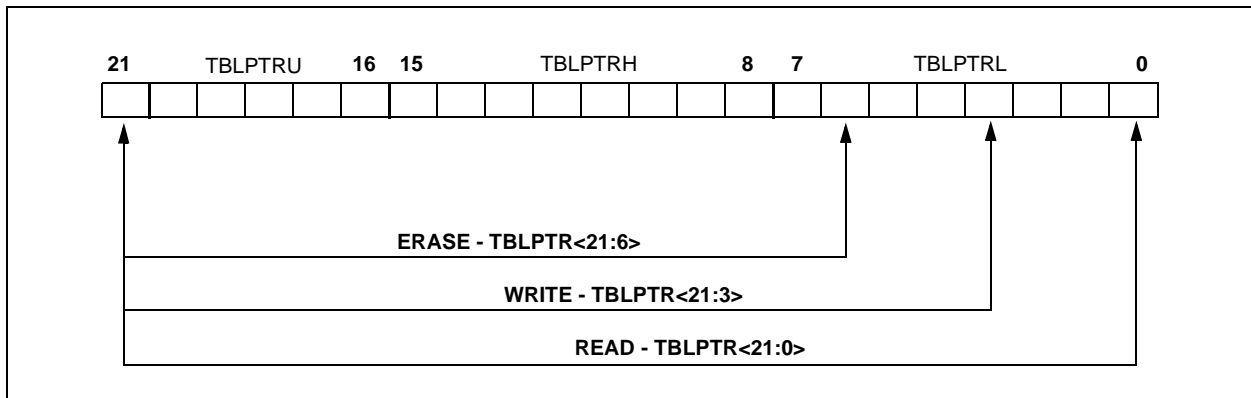 21 TBLPTRU 16 15 TBLPTRH 8 7 TBLPTRL 0
ERASE - TBLPTR<21:6>
WRITE - TBLPTR<21:3>
READ - TBLPTR<21:0>